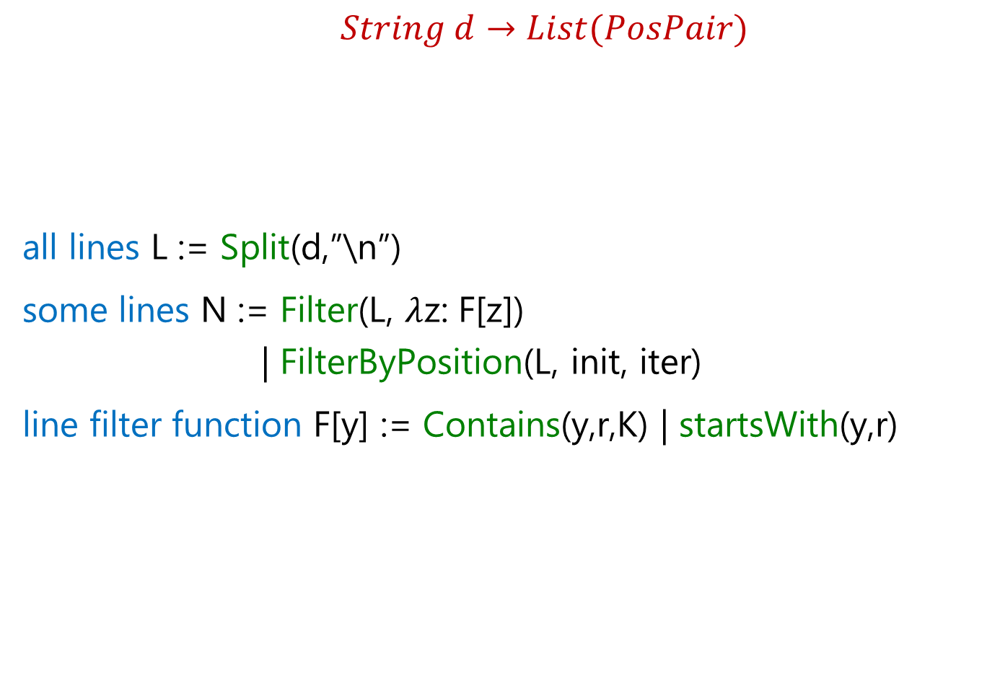 String d → List(PosPair)
all lines L := Split(d,"\n")
some lines N := Filter(L, λz: F[z])
| FilterByPosition(L, init, iter)
line filter function F[y] := Contains(y,r,K) | startsWith(y,r)